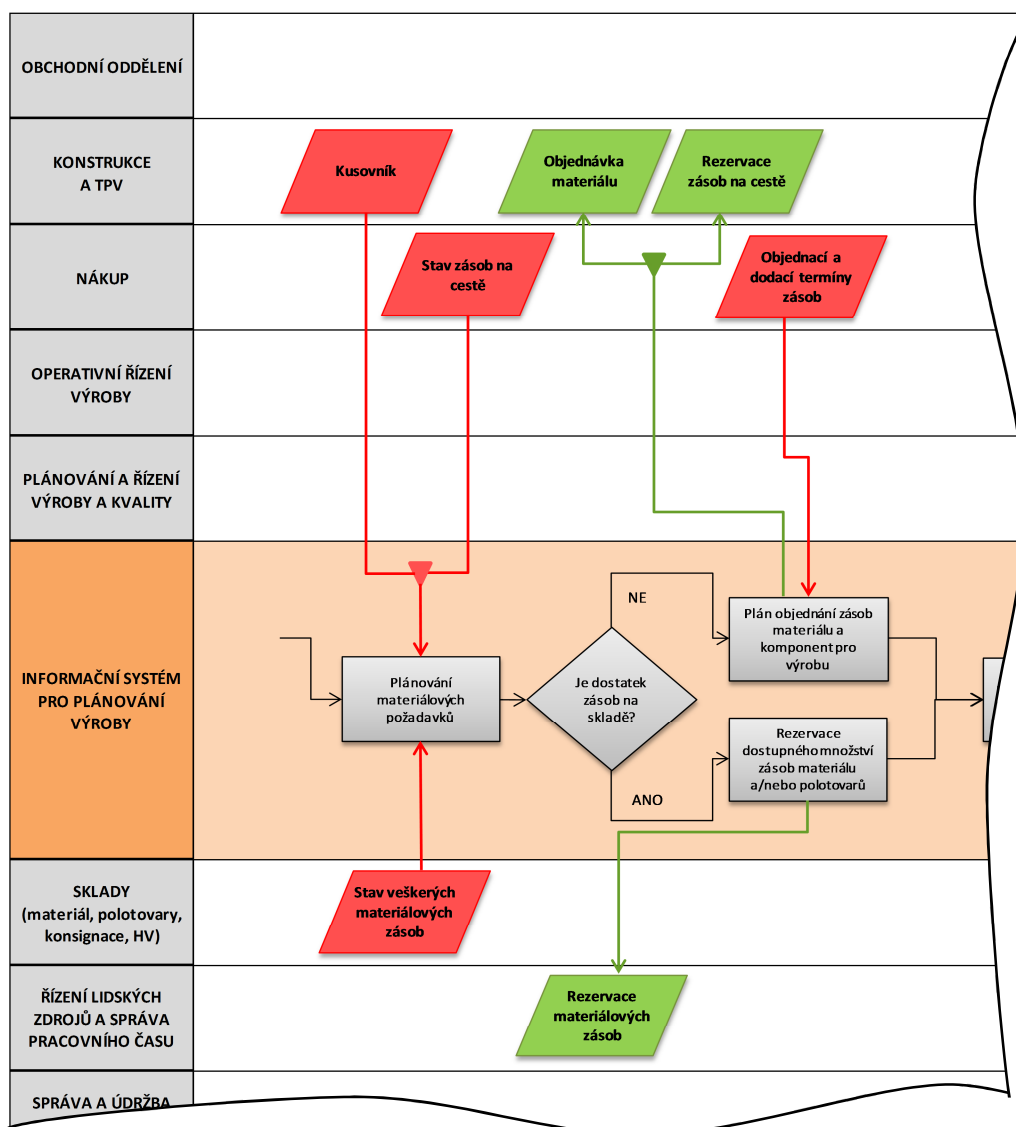 OBCHODNÍ ODDĚLENÍ
KONSTRUKCE
A TPV
Kusovník
Objednávka
materiálu
Rezervace
zásob na cestě
NÁKUP
Stav zásob na
cestě
Objednací a
dodací termíny
zásob
OPERATIVNÍ ŘÍZENÍ
VÝROBY
PLÁNOVÁNÍ A ŘÍZENÍ
VÝROBY A KVALITY
INFORMAČNÍ SYSTÉM
PRO PLÁNOVÁNÍ
VÝROBY
Plánování
materiálových
požadavků
Je dostatek
zásob na
skladě?
NE
ANO
Plán objednání zásob
materiálu a
komponent pro
výrobu
Rezervace
dostupného množství
zásob materiálu
a/nebo polotovarů
SKLADY
(materiál, polotovary,
konsignace, HV)
Stav veškerých
materiálových
zásob
ŘÍZENÍ LIDSKÝCH
ZDROJŮ A SPRÁVA
PRACOVNÍHO ČASU
Rezervace
materiálových
zásob
SPRÁVA A ÚDRŽBA